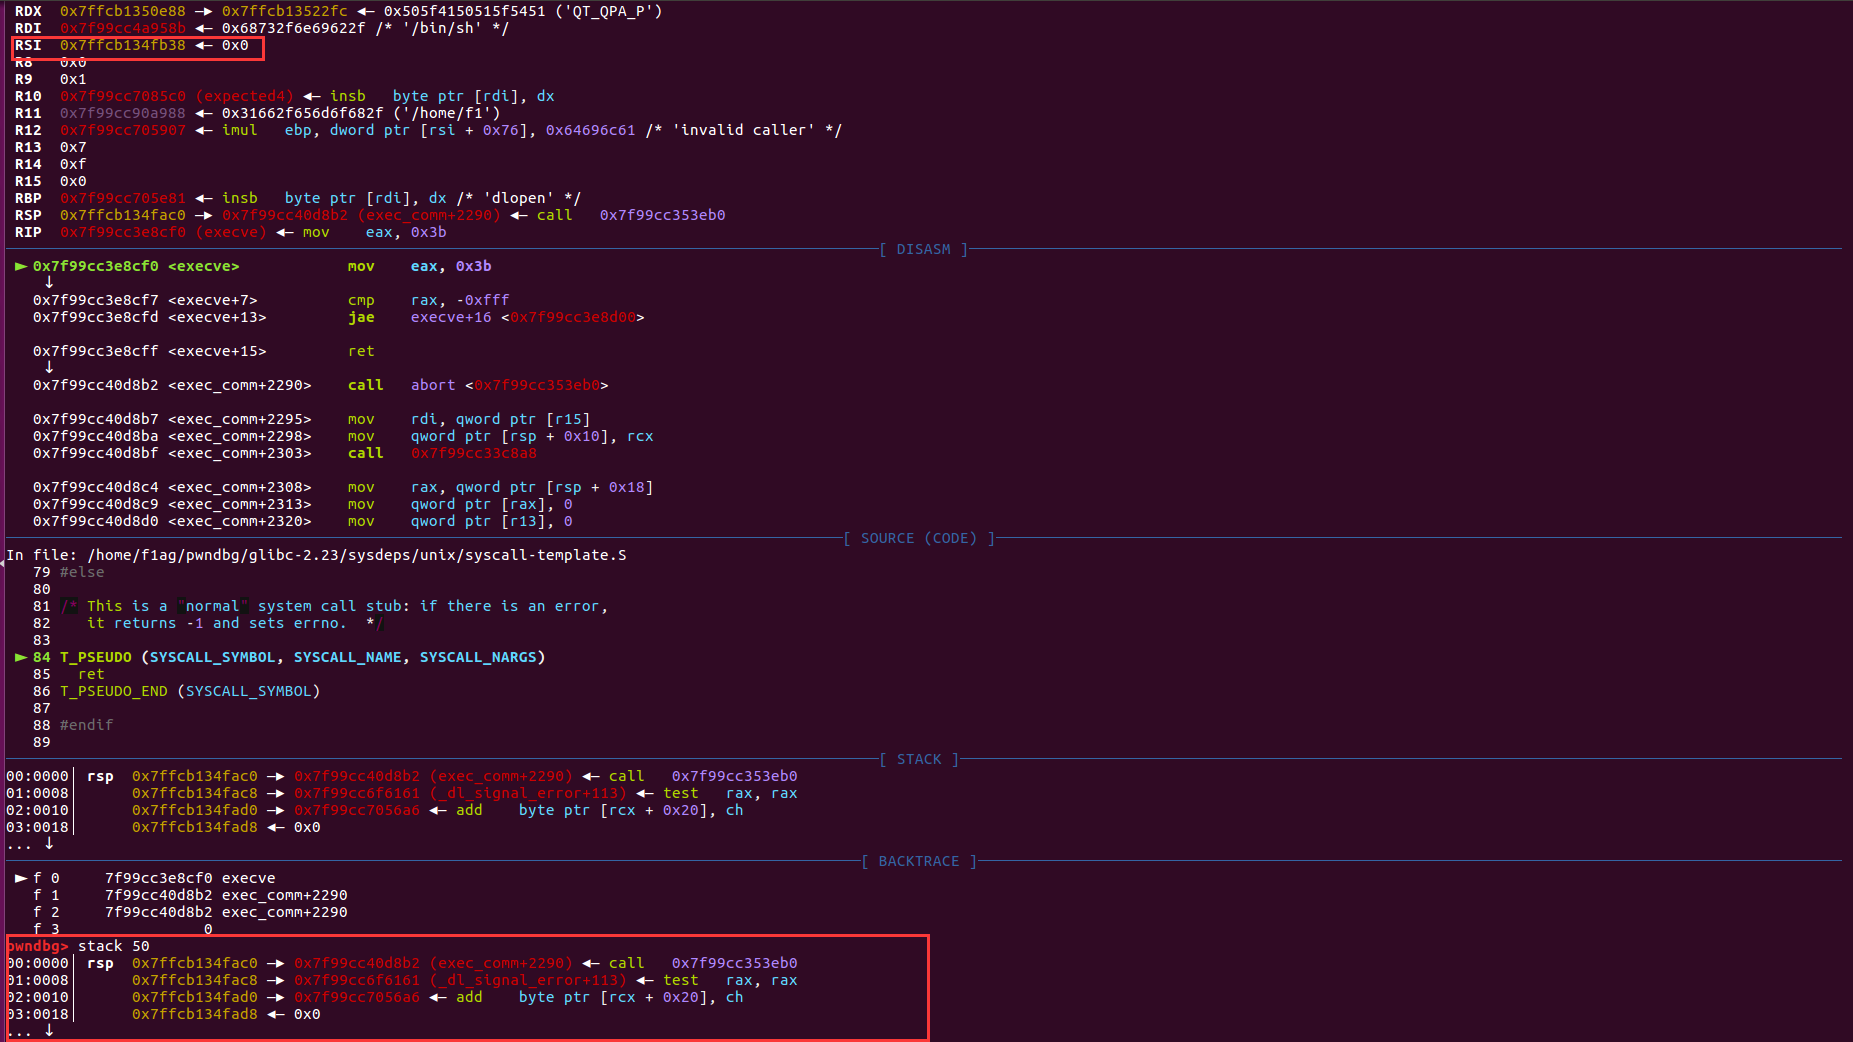 RDX  0x7ffcb1350e88 —▸ 0x7ffcb13522fc ◂— 0x505f4150515f5451 ('QT_QPA_P')
RDI  0x7f99cc4a958b ◂— 0x68732f6e69622f /* '/bin/sh' */
RSI  0x7ffcb134fb38 ◂— 0x0
R8   0x0
R9   0x1
R10  0x7f99cc7085c0 (expected4) ◂— insb   byte ptr [rdi], dx
R11  0x7f99cc90a988 ◂— 0x31662f656d6f682f ('/home/f1')
R12  0x7f99cc705907 ◂— imul   ebp, dword ptr [rsi + 0x76], 0x64696c61 /* 'invalid caller' */
R13  0x7
R14  0xf
R15  0x0
RBP  0x7f99cc705e81 ◂— insb   byte ptr [rdi], dx /* 'dlopen' */
RSP  0x7ffcb134fac0 —▸ 0x7f99cc40d8b2 (exec_comm+2290) ◂— call   0x7f99cc353eb0
RIP  0x7f99cc3e8cf0 (execve) ◂— mov    eax, 0x3b
[ DISASM ]
► 0x7f99cc3e8cf0 <execve>            mov    eax, 0x3b
↓
0x7f99cc3e8cf7 <execve+7>          cmp    rax, -0xfff
0x7f99cc3e8cfd <execve+13>         jae    execve+16 <0x7f99cc3e8d00>
0x7f99cc3e8cff <execve+15>         ret
↓
0x7f99cc40d8b2 <exec_comm+2290>    call   abort <0x7f99cc353eb0>
0x7f99cc40d8b7 <exec_comm+2295>    mov    rdi, qword ptr [r15]
0x7f99cc40d8ba <exec_comm+2298>    mov    qword ptr [rsp + 0x10], rcx
0x7f99cc40d8bf <exec_comm+2303>    call   0x7f99cc33c8a8
0x7f99cc40d8c4 <exec_comm+2308>    mov    rax, qword ptr [rsp + 0x18]
0x7f99cc40d8c9 <exec_comm+2313>    mov    qword ptr [rax], 0
0x7f99cc40d8d0 <exec_comm+2320>    mov    qword ptr [r13], 0
[ SOURCE (CODE) ]
In file: /home/f1ag/pwndbg/glibc-2.23/sysdeps/unix/syscall-template.S
79 #else
80
81 /* This is a "normal" system call stub: if there is an error,
82    it returns -1 and sets errno.  */
83
► 84 T_PSEUDO (SYSCALL_SYMBOL, SYSCALL_NAME, SYSCALL_NARGS)
85   ret
86 T_PSEUDO_END (SYSCALL_SYMBOL)
87
88 #endif
89
[ STACK ]
00:0000│ rsp  0x7ffcb134fac0 —▸ 0x7f99cc40d8b2 (exec_comm+2290) ◂— call   0x7f99cc353eb0
01:0008│      0x7ffcb134fac8 —▸ 0x7f99cc6f6161 (_dl_signal_error+113) ◂— test   rax, rax
02:0010│      0x7ffcb134fad0 —▸ 0x7f99cc7056a6 ◂— add    byte ptr [rcx + 0x20], ch
03:0018│      0x7ffcb134fad8 ◂— 0x0
... ↓
[ BACKTRACE ]
► f 0     7f99cc3e8cf0 execve
f 1     7f99cc40d8b2 exec_comm+2290
f 2     7f99cc40d8b2 exec_comm+2290
f 3                0
pwndbg> stack 50
00:0000│ rsp  0x7ffcb134fac0 —▸ 0x7f99cc40d8b2 (exec_comm+2290) ◂— call   0x7f99cc353eb0
01:0008│      0x7ffcb134fac8 —▸ 0x7f99cc6f6161 (_dl_signal_error+113) ◂— test   rax, rax
02:0010│      0x7ffcb134fad0 —▸ 0x7f99cc7056a6 ◂— add    byte ptr [rcx + 0x20], ch
03:0018│      0x7ffcb134fad8 ◂— 0x0
... ↓